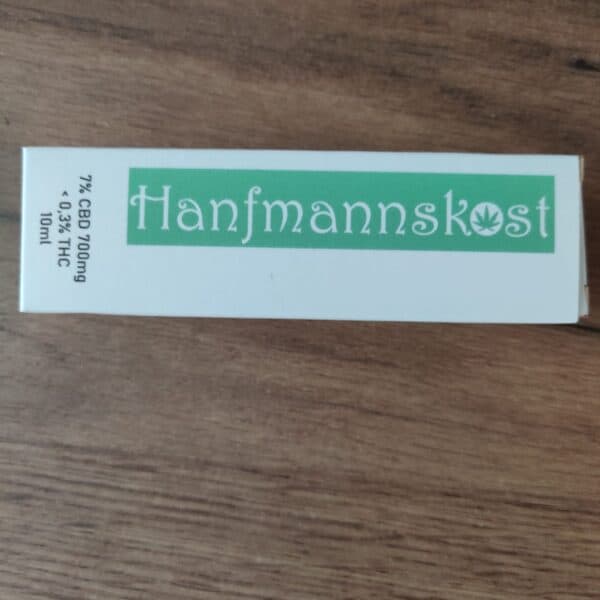 Hanfmannskost
7% CBD 700mg
< 0,3% THC
10ml